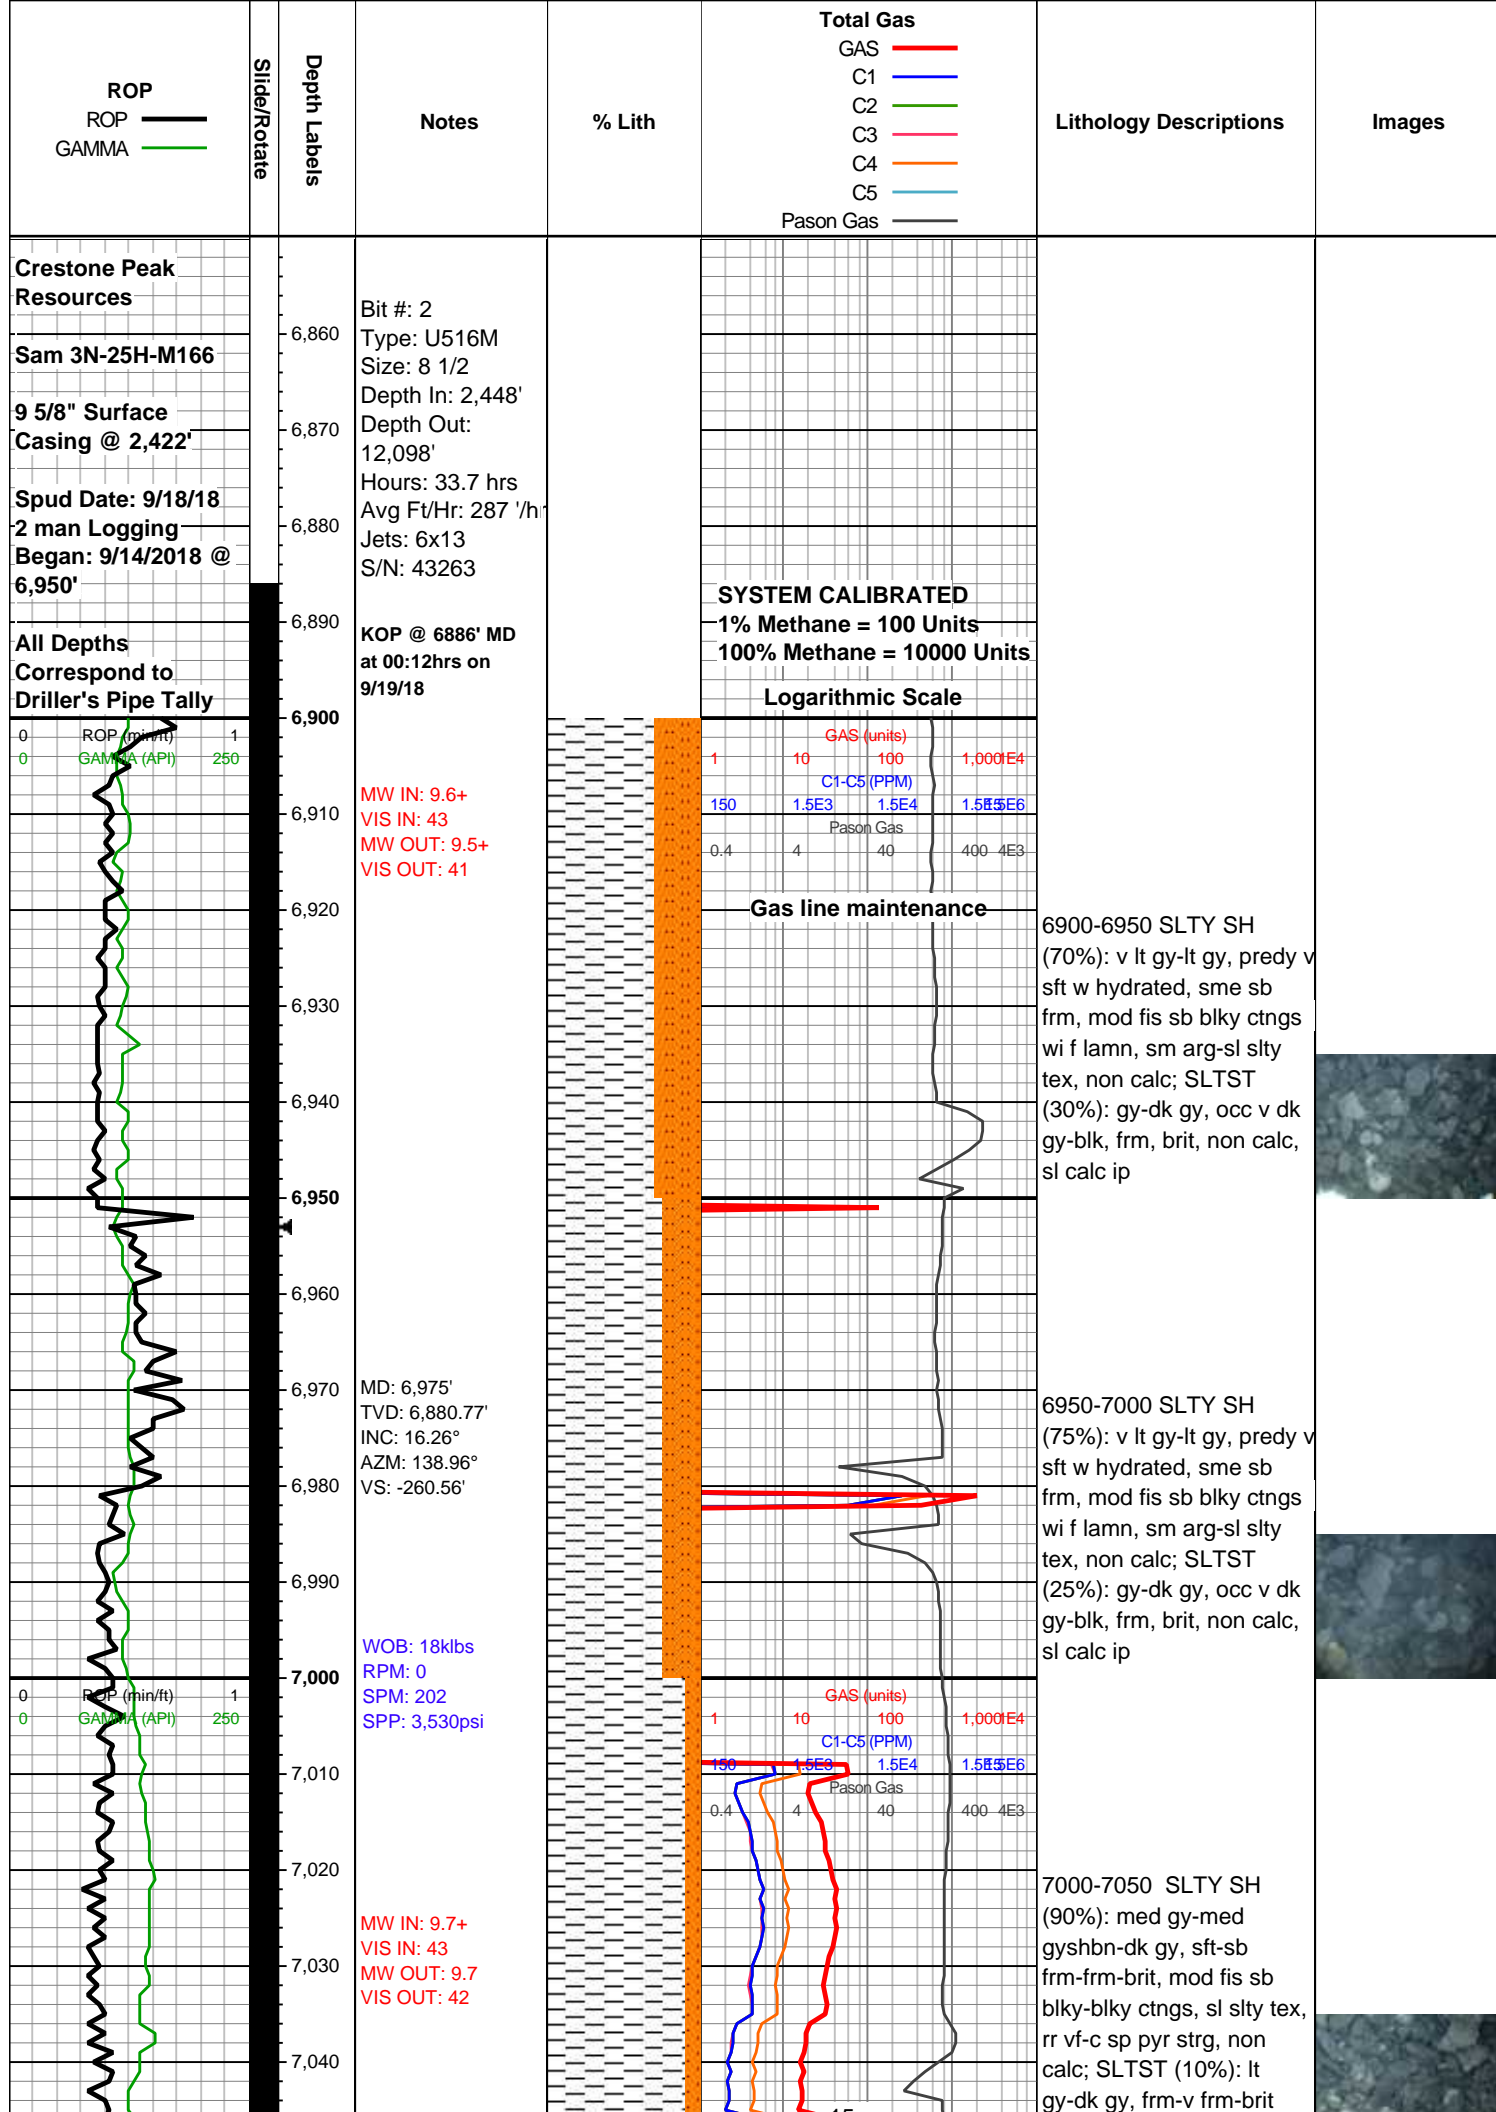 ROP
ROP
GAMMA
Slide/Rotate
Depth Labels
Notes
% Lith
Total Gas
GAS
C1
C2
C3
C4
C5
Pason Gas
Lithology Descriptions
Images
Crestone Peak
Resources
Sam 3N-25H-M166
9 5/8" Surface
Casing @ 2,422'
Spud Date: 9/18/18
2 man Logging
Began: 9/14/2018 @
6,950'
All Depths
Correspond to
Driller's Pipe Tally
0 ROP (min/ft) 1
0 GAMMA (API) 250
0 ROP (min/ft) 1
0 GAMMA (API) 250
6,860
6,870
6,880
6,890
6,900
6,910
6,920
6,930
6,940
6,950
6,960
6,970
6,980
6,990
7,000
7,010
7,020
7,030
7,040
Bit #: 2
Type: U516M
Size: 8 1/2
Depth In: 2,448'
Depth Out:
12,098'
Hours: 33.7 hrs
Avg Ft/Hr: 287 '/hr
Jets: 6x13
S/N: 43263
KOP @ 6886' MD
at 00:12hrs on
9/19/18
MW IN: 9.6+
VIS IN: 43
MW OUT: 9.5+
VIS OUT: 41
MD: 6,975'
TVD: 6,880.77'
INC: 16.26°
AZM: 138.96°
VS: -260.56'
WOB: 18klbs
RPM: 0
SPM: 202
SPP: 3,530psi
MW IN: 9.7+
VIS IN: 43
MW OUT: 9.7
VIS OUT: 42
SYSTEM CALIBRATED
1% Methane = 100 Units
100% Methane = 10000 Units
Logarithmic Scale
GAS (units)
1 10 100 1,000 1E4
C1-C5 (PPM)
150 1.5E3 1.5E4 1.5E5 1.5E6
Pason Gas
0.4 4 40 400 4E3
Gas line maintenance
GAS (units)
1 10 100 1,000 1E4
C1-C5 (PPM)
150 1.5E3 1.5E4 1.5E5 1.5E6
Pason Gas
0.4 4 40 400 4E3
6900-6950 SLTY SH
(70%): v lt gy-lt gy, predy v
sft w hydrated, sme sb
frm, mod fis sb blky ctngs
wi f lamn, sm arg-sl slty
tex, non calc; SLTST
(30%): gy-dk gy, occ v dk
gy-blk, frm, brit, non calc,
sl calc ip
6950-7000 SLTY SH
(75%): v lt gy-lt gy, predy v
sft w hydrated, sme sb
frm, mod fis sb blky ctngs
wi f lamn, sm arg-sl slty
tex, non calc; SLTST
(25%): gy-dk gy, occ v dk
gy-blk, frm, brit, non calc,
sl calc ip
7000-7050 SLTY SH
(90%): med gy-med
gyshbn-dk gy, sft-sb
frm-frm-brit, mod fis sb
blky-blky ctngs, sl slty tex,
rr vf-c sp pyr strg, non
calc; SLTST (10%): lt
gy-dk gy, frm-v frm-brit